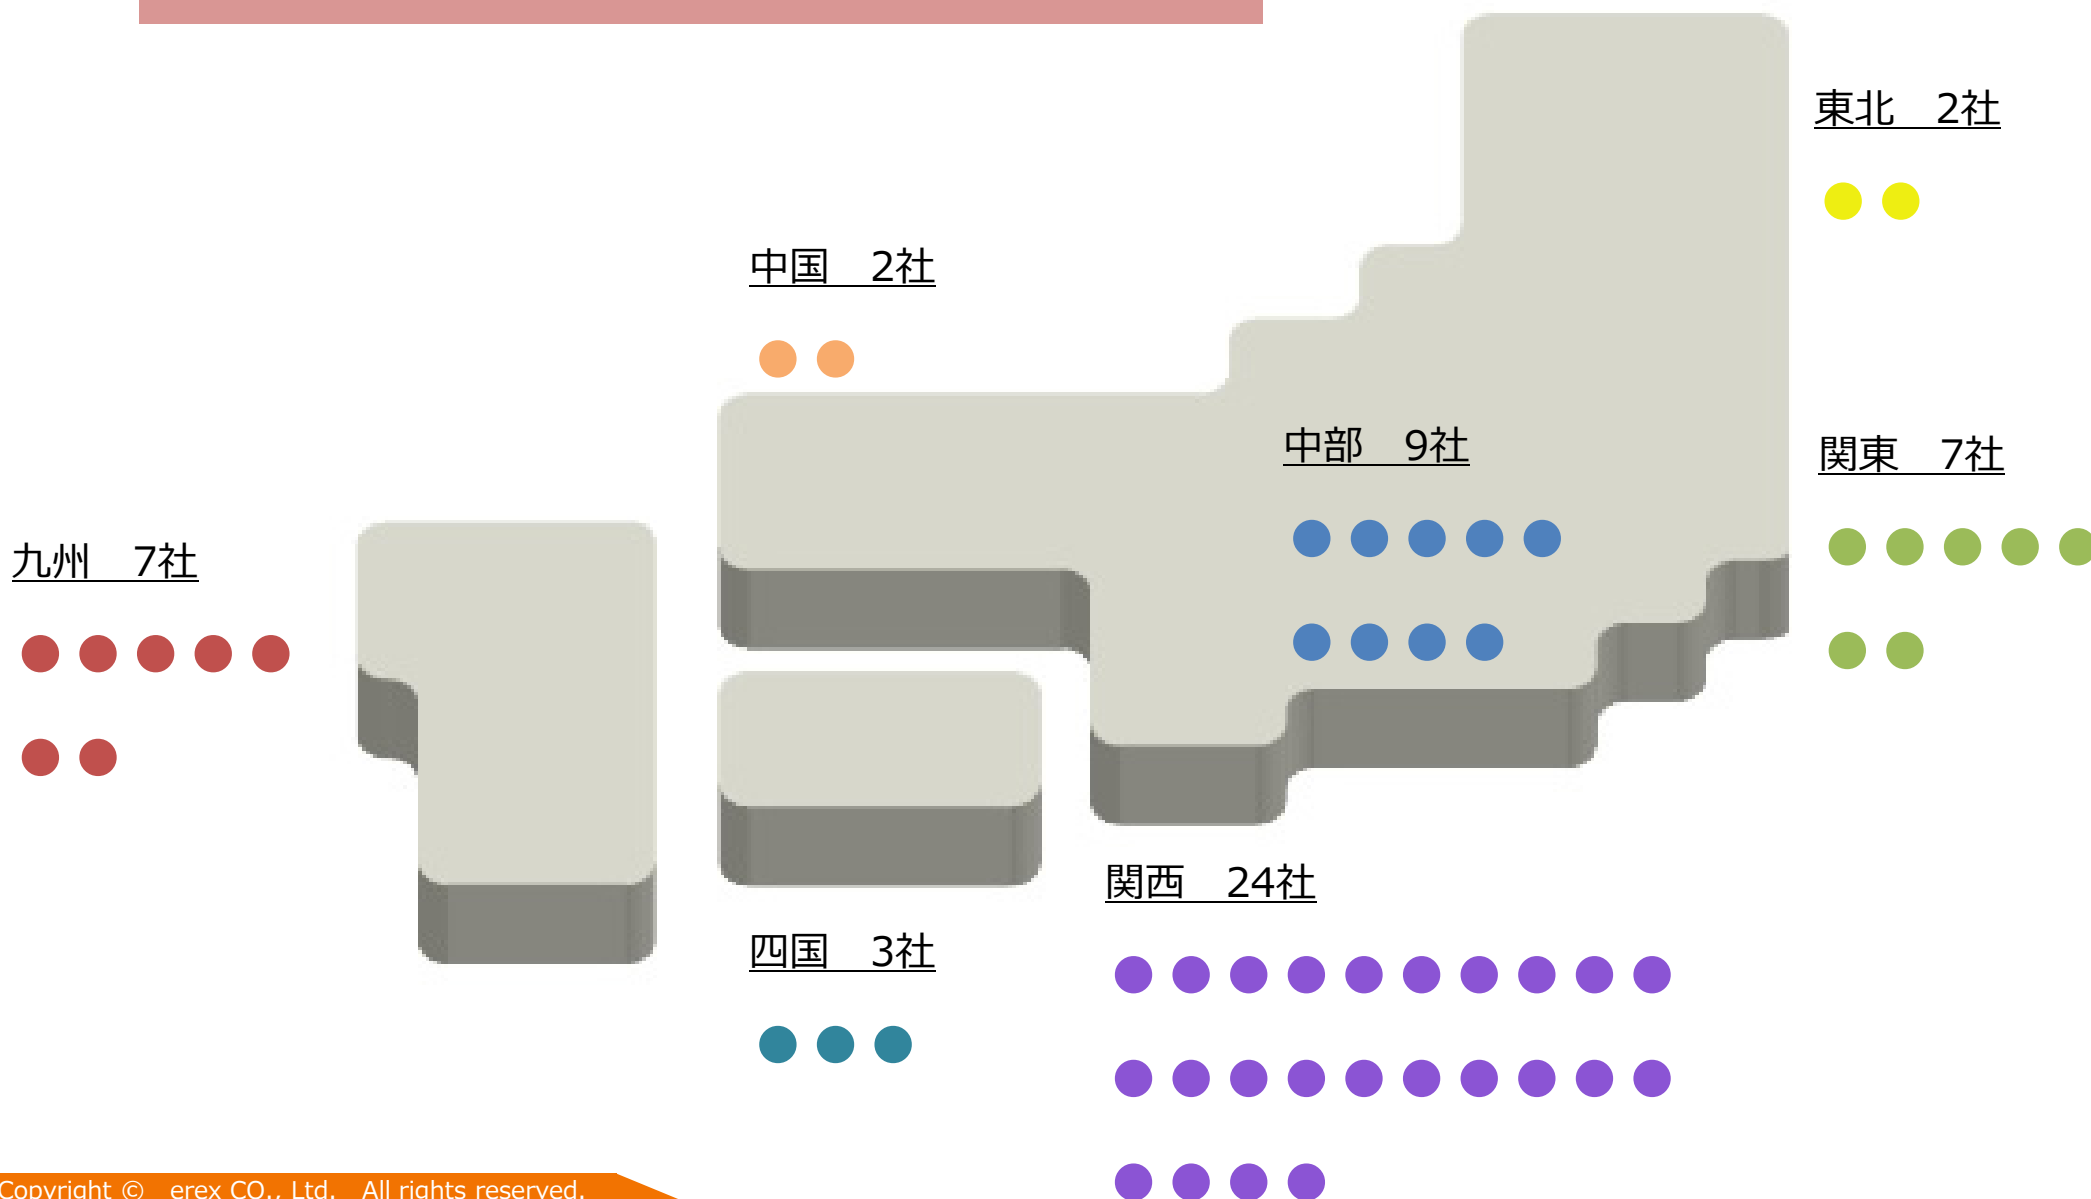 東北　2社
中国　2社
中部　9社
関東　7社
九州　7社
関西　24社
四国　3社
Copyright ©　erex CO., Ltd.　All rights reserved.